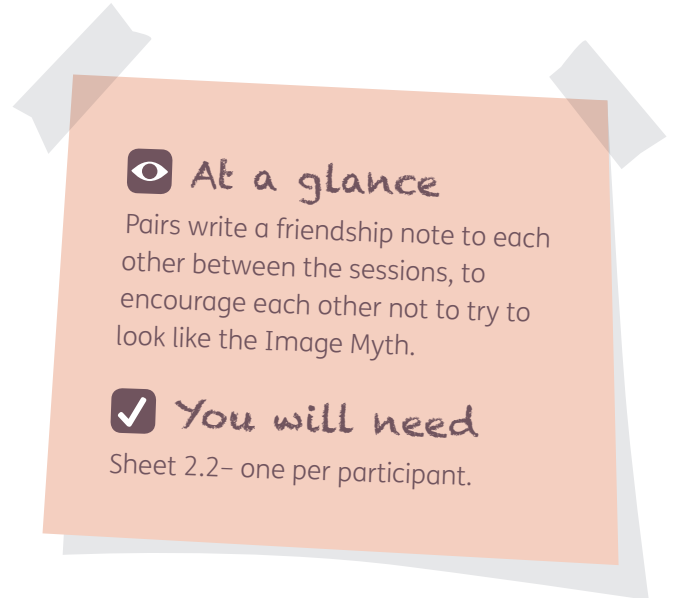 At a glance
Pairs write a friendship note to each
other between the sessions, to
encourage each other not to try to
look like the Image Myth.
You will need
Sheet 2.2– one per participant.